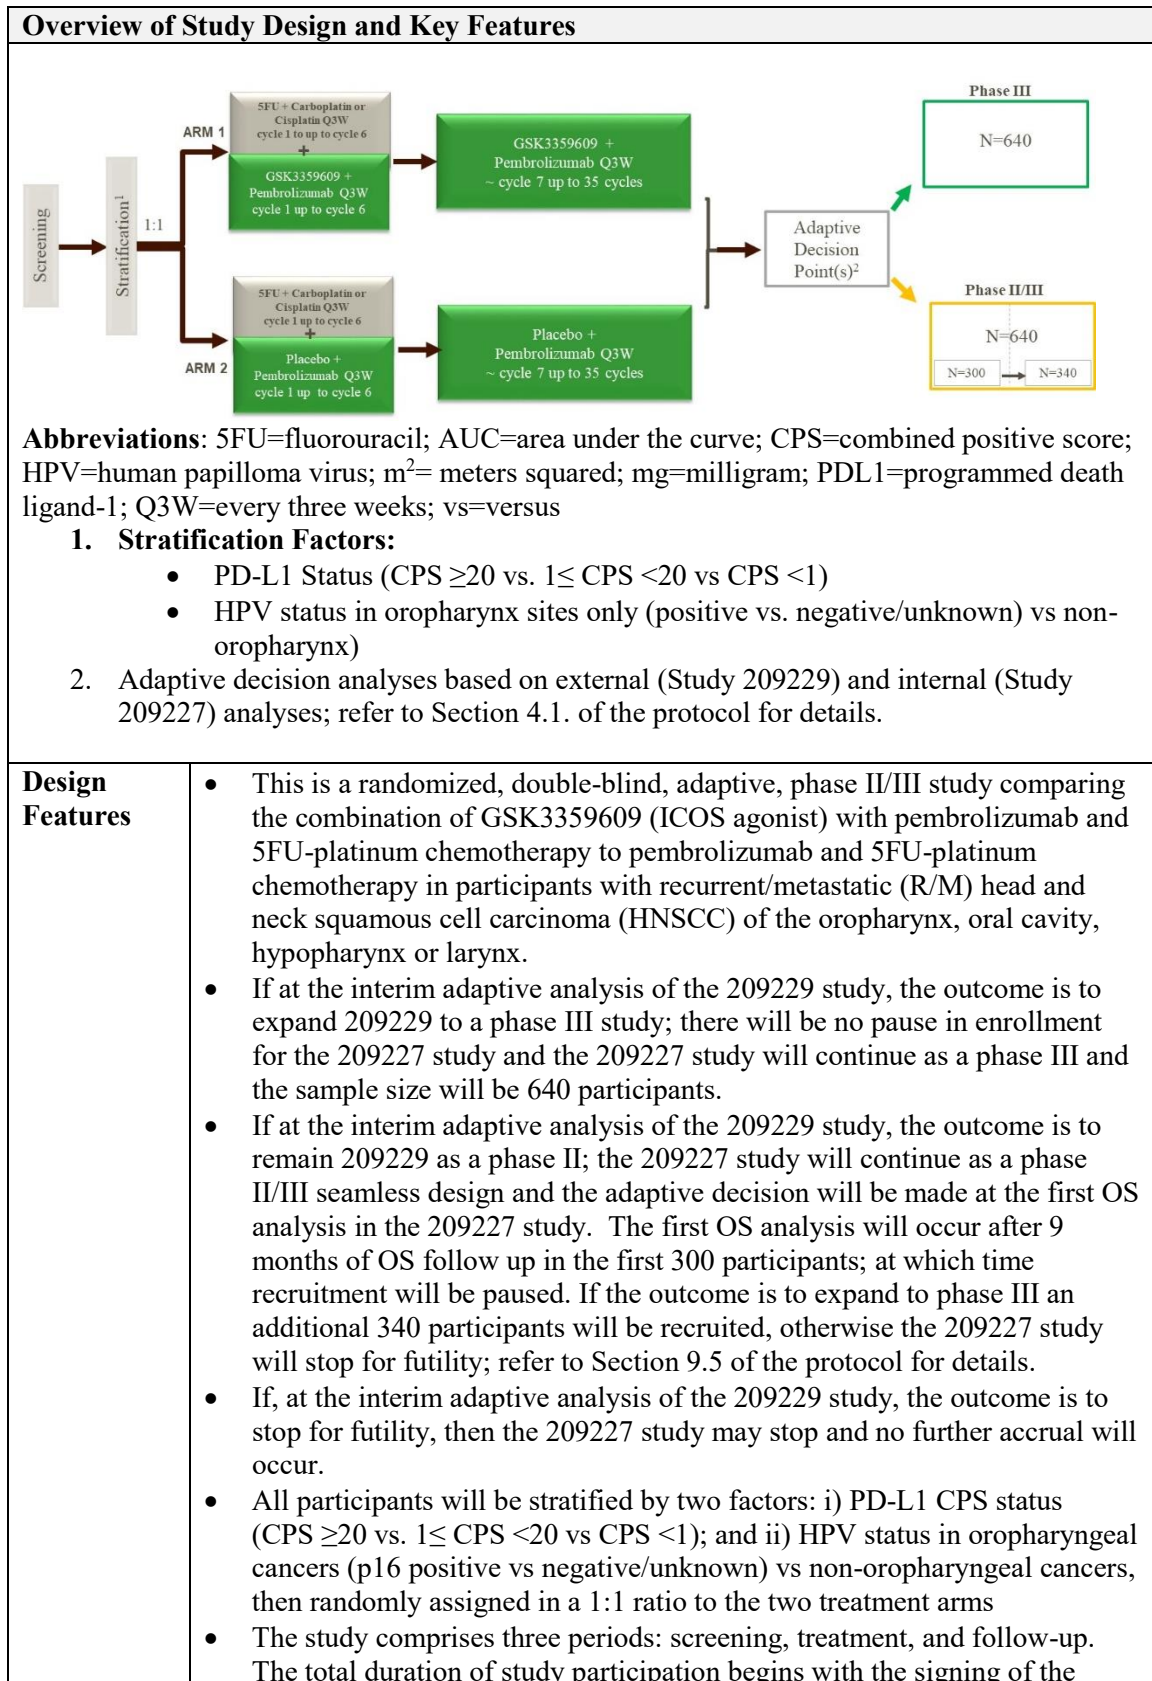 Overview of Study Design and Key Features
Screening
Stratification¹
1:1
ARM 1
5FU + Carboplatin or
Cisplatin Q3W
cycle 1 to up to cycle 6
+
GSK3359609 +
Pembrolizumab Q3W
cycle 1 up to cycle 6
GSK3359609 +
Pembrolizumab Q3W
~ cycle 7 up to 35 cycles
ARM 2
5FU + Carboplatin or
Cisplatin Q3W
cycle 1 up to cycle 6
+
Placebo +
Pembrolizumab Q3W
cycle 1 up to cycle 6
Placebo +
Pembrolizumab Q3W
~ cycle 7 up to 35 cycles
Adaptive
Decision
Point(s)²
Phase III
N=640
Phase II/III
N=640
N=300
N=340
Abbreviations: 5FU=fluorouracil; AUC=area under the curve; CPS=combined positive score;
HPV=human papilloma virus; m²= meters squared; mg=milligram; PDL1=programmed death
ligand-1; Q3W=every three weeks; vs=versus
1. Stratification Factors:
• PD-L1 Status (CPS ≥20 vs. 1≤ CPS <20 vs CPS <1)
• HPV status in oropharynx sites only (positive vs. negative/unknown) vs non-
oropharynx)
2. Adaptive decision analyses based on external (Study 209229) and internal (Study
209227) analyses; refer to Section 4.1. of the protocol for details.
Design
Features
• This is a randomized, double-blind, adaptive, phase II/III study comparing
the combination of GSK3359609 (ICOS agonist) with pembrolizumab and
5FU-platinum chemotherapy to pembrolizumab and 5FU-platinum
chemotherapy in participants with recurrent/metastatic (R/M) head and
neck squamous cell carcinoma (HNSCC) of the oropharynx, oral cavity,
hypopharynx or larynx.
• If at the interim adaptive analysis of the 209229 study, the outcome is to
expand 209229 to a phase III study; there will be no pause in enrollment
for the 209227 study and the 209227 study will continue as a phase III and
the sample size will be 640 participants.
• If at the interim adaptive analysis of the 209229 study, the outcome is to
remain 209229 as a phase II; the 209227 study will continue as a phase
II/III seamless design and the adaptive decision will be made at the first OS
analysis in the 209227 study. The first OS analysis will occur after 9
months of OS follow up in the first 300 participants; at which time
recruitment will be paused. If the outcome is to expand to phase III an
additional 340 participants will be recruited, otherwise the 209227 study
will stop for futility; refer to Section 9.5 of the protocol for details.
• If, at the interim adaptive analysis of the 209229 study, the outcome is to
stop for futility, then the 209227 study may stop and no further accrual will
occur.
• All participants will be stratified by two factors: i) PD-L1 CPS status
(CPS ≥20 vs. 1≤ CPS <20 vs CPS <1); and ii) HPV status in oropharyngeal
cancers (p16 positive vs negative/unknown) vs non-oropharyngeal cancers,
then randomly assigned in a 1:1 ratio to the two treatment arms
• The study comprises three periods: screening, treatment, and follow-up.
The total duration of study participation begins with the signing of the